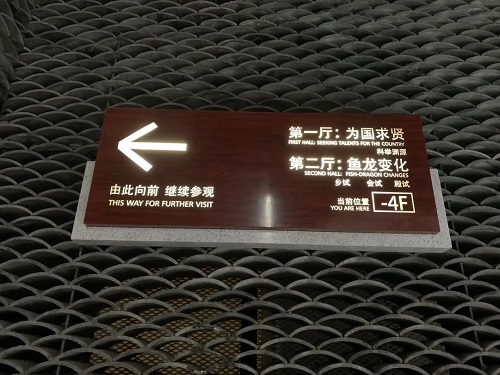 第一厅：为国求贤
FIRST HALL: SEEKING TALENTS FOR THE COUNTRY
科举渊源
第二厅：鱼龙变化
SECOND HALL: FISH-DRAGON CHANGES
乡试 会试 殿试
由此向前 继续参观
THIS WAY FOR FURTHER VISIT
当前位置
YOU ARE HERE
-4F